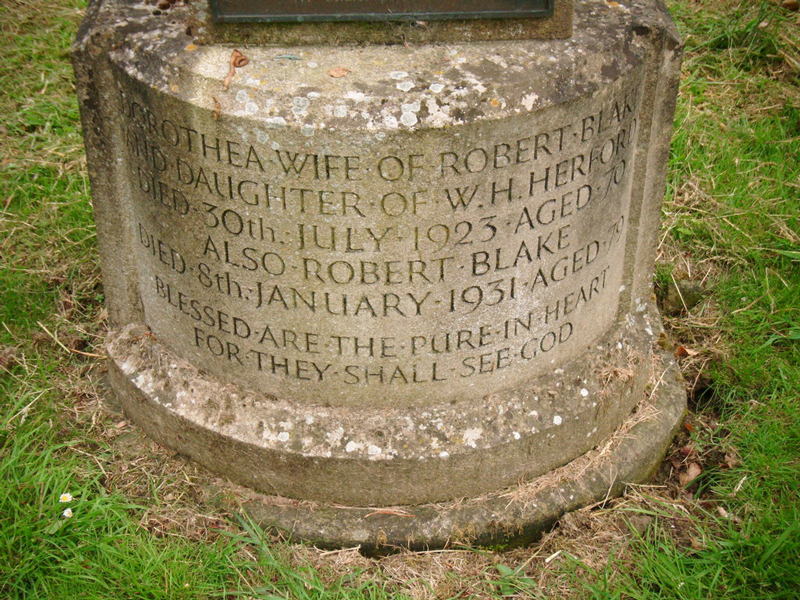 DOROTHEA·WIFE·OF·ROBERT·BLAKE
AND DAUGHTER·OF·W.H.HERFORD
DIED·30th.JULY·1923·AGED·70
ALSO·ROBERT·BLAKE
DIED·8th.JANUARY·1931·AGED·79
BLESSED·ARE·THE·PURE·IN·HEART
FOR·THEY·SHALL·SEE·GOD